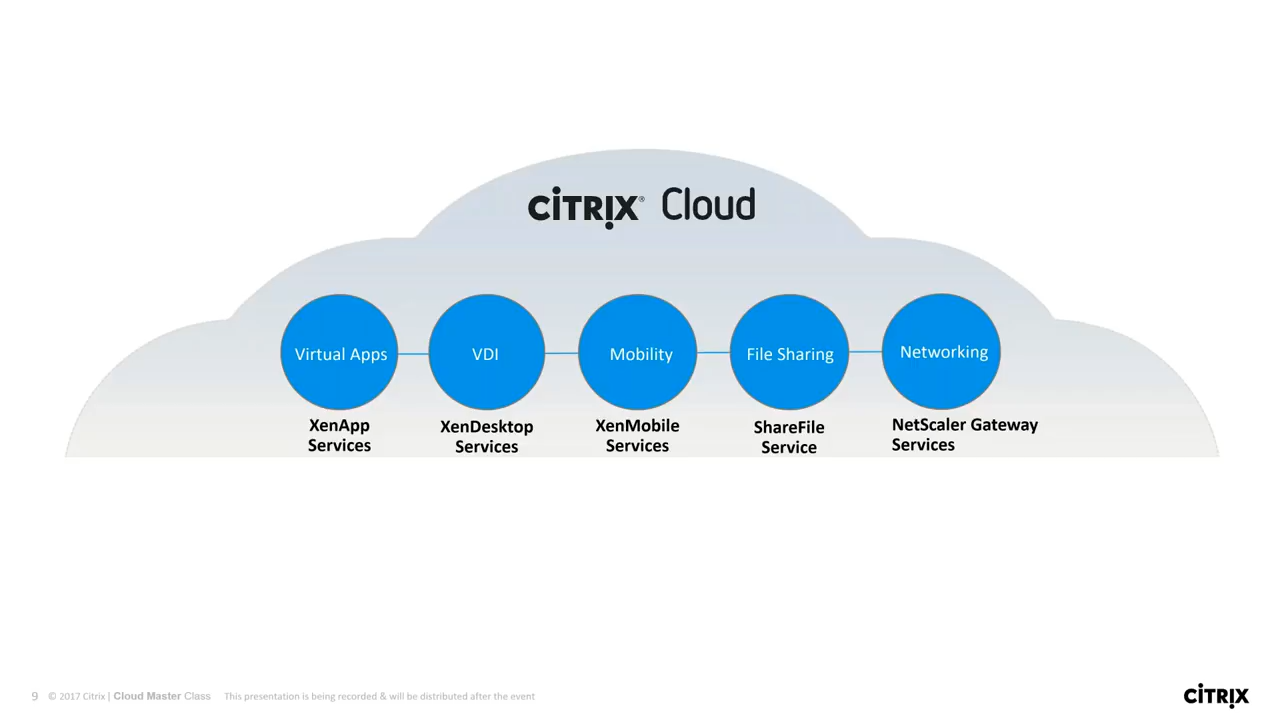 CiTRIX® Cloud
Virtual Apps
VDI
Mobility
File Sharing
Networking
XenApp
Services
XenDesktop
Services
XenMobile
Services
ShareFile
Service
NetScaler Gateway
Services
9 © 2017 Citrix | Cloud Master Class This presentation is being recorded & will be distributed after the event
CiTRIX